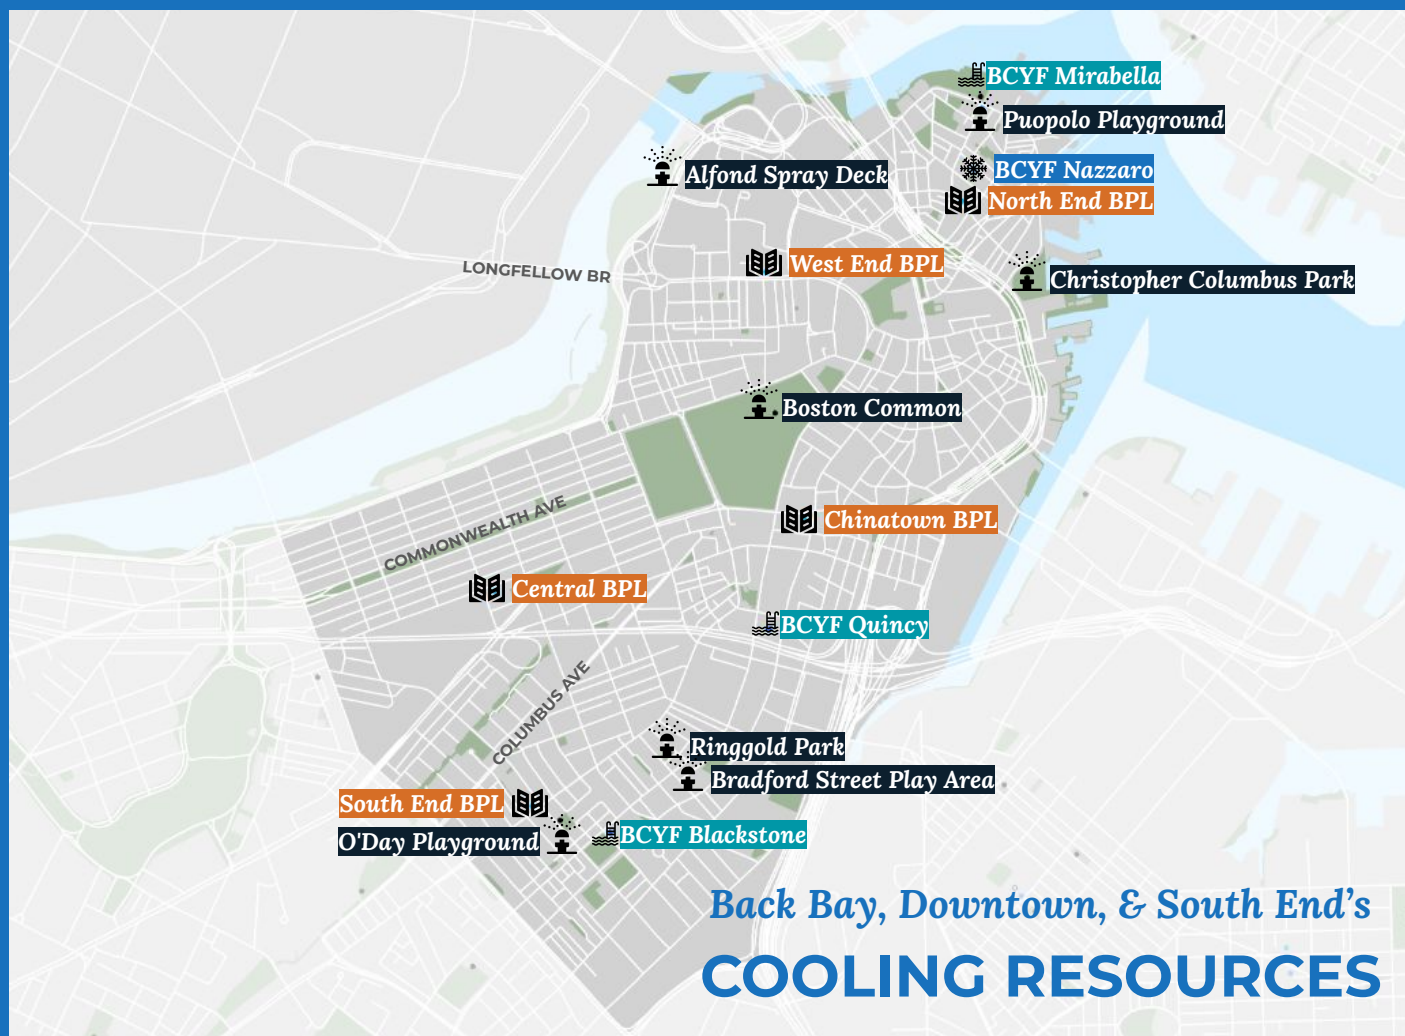 BCYF Mirabella
Puopolo Playground
Alfond Spray Deck
BCYF Nazzaro
North End BPL
West End BPL
LONGFELLOW BR
Christopher Columbus Park
Boston Common
COMMONWEALTH AVE
Chinatown BPL
Central BPL
BCYF Quincy
COLUMBUS AVE
Ringgold Park
Bradford Street Play Area
South End BPL
O'Day Playground
BCYF Blackstone
Back Bay, Downtown, & South End’s
COOLING RESOURCES